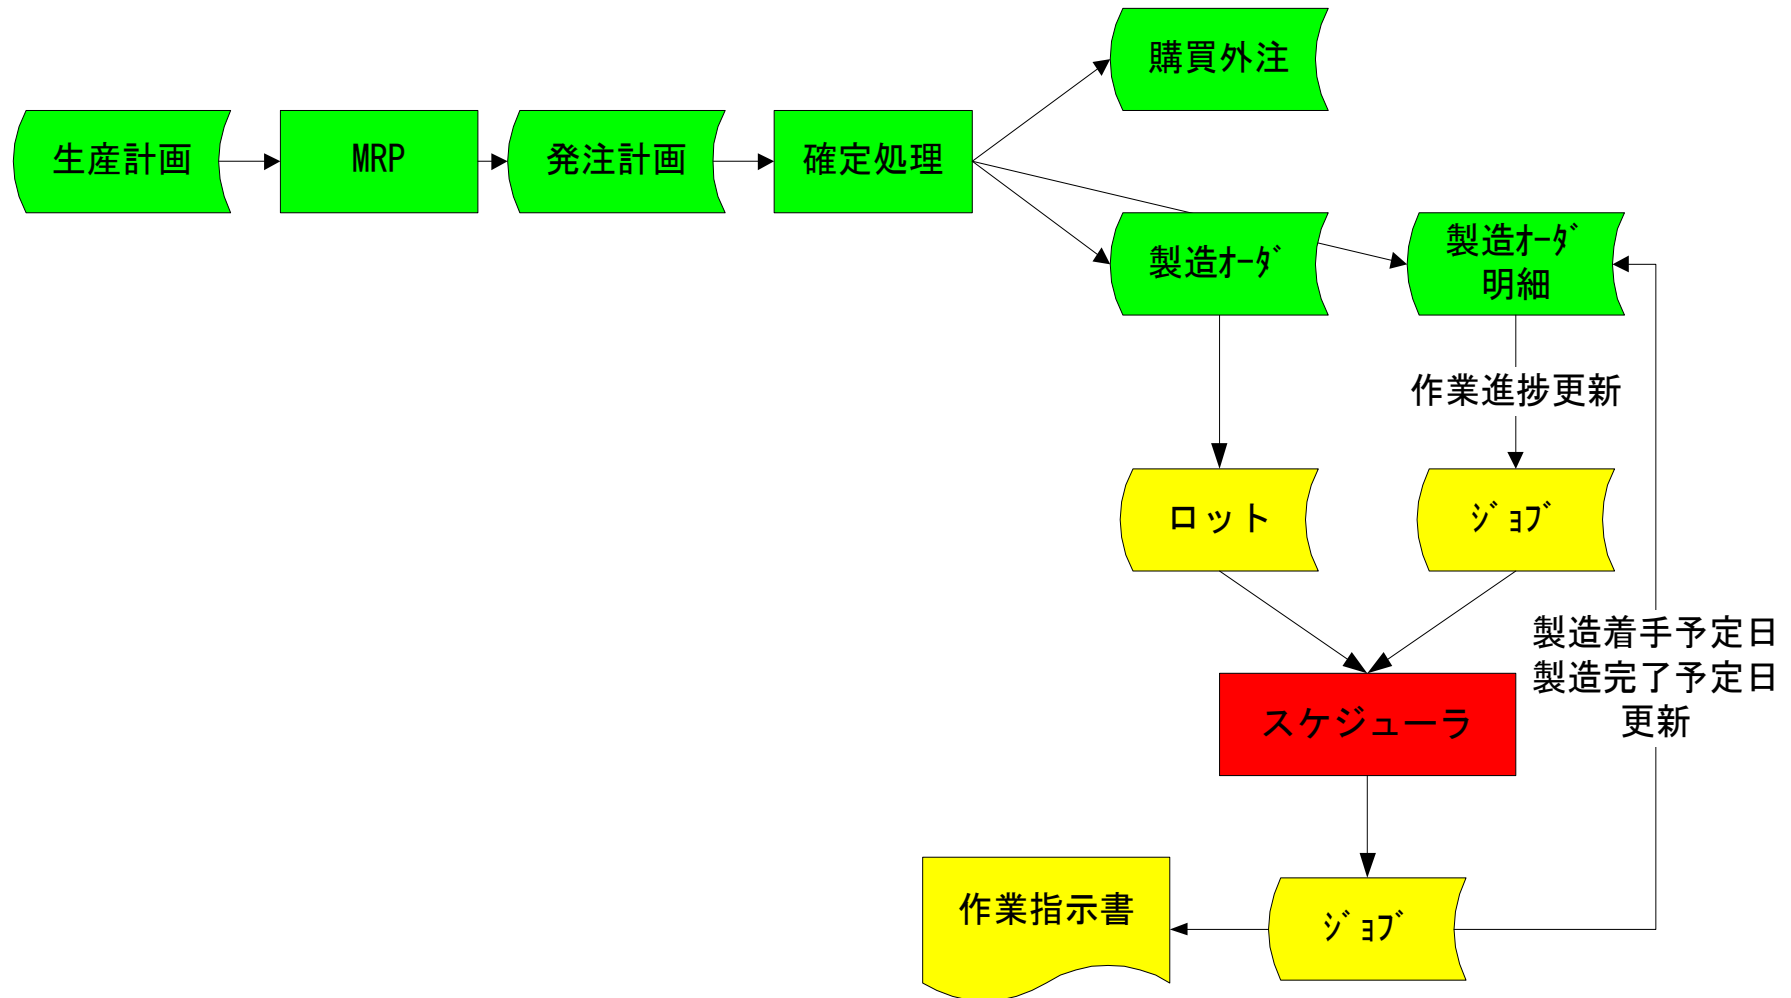 購買外注
生産計画
MRP
発注計画
確定処理
製造ｵｰﾀﾞ
製造ｵｰﾀﾞ
明細
作業進捗更新
ロット
ｼﾞｮﾌﾞ
製造着手予定日
製造完了予定日
更新
スケジューラ
作業指示書
ｼﾞｮﾌﾞ